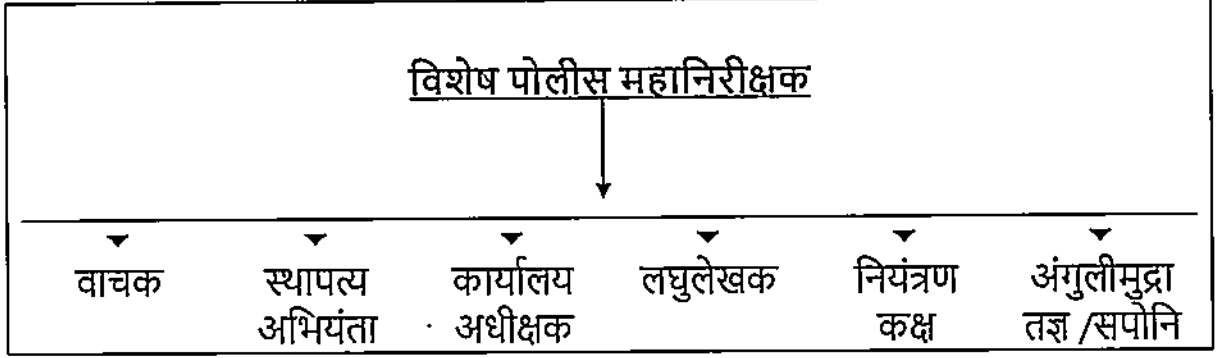 विशेष पोलीस महानिरीक्षक
वाचक स्थापत्य कार्यालय लघुलेखक नियंत्रण अंगुलीमुद्रा
अभियंता अधीक्षक कक्ष तज्ञ /सपोनि